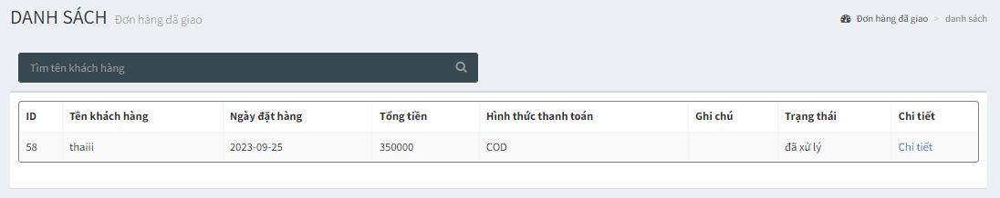 DANH SÁCH Đơn hàng đã giao
Đơn hàng đã giao > danh sách
Tìm tên khách hàng
ID Tên khách hàng Ngày đặt hàng Tổng tiền Hình thức thanh toán Ghi chú Trạng thái Chi tiết
58 thaiii 2023-09-25 350000 COD đã xử lý Chi tiết